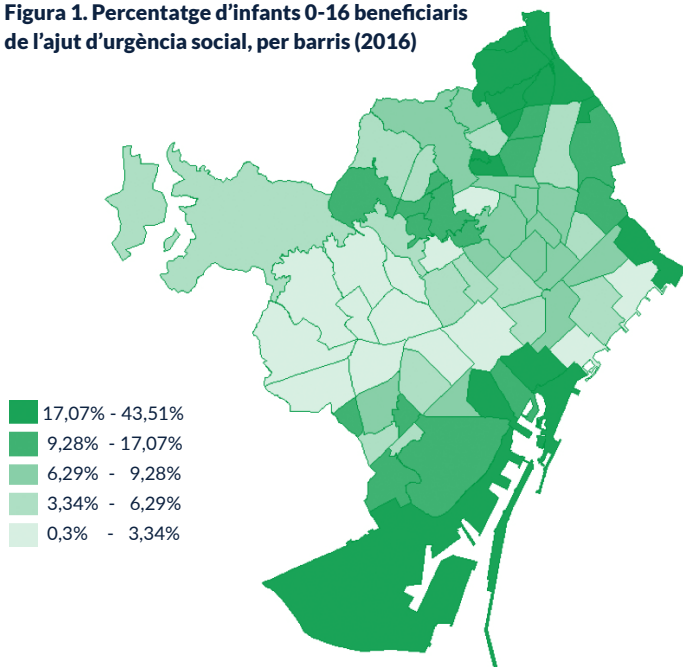 Figura 1. Percentatge d’infants 0-16 beneficiaris
de l’ajut d’urgència social, per barris (2016)
17,07% - 43,51%
9,28% - 17,07%
6,29% - 9,28%
3,34% - 6,29%
0,3% - 3,34%